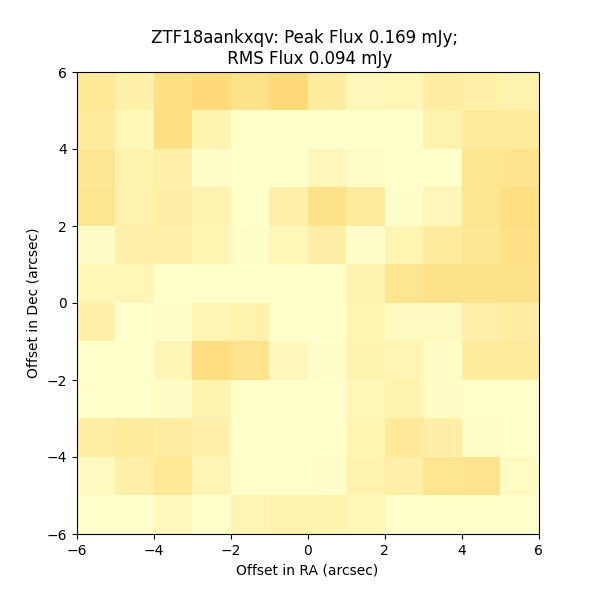 ZTF18aankxqv: Peak Flux 0.169 mJy;
RMS Flux 0.094 mJy
6
4
2
0
−2
−4
−6
Offset in Dec (arcsec)
−6 −4 −2 0 2 4 6
Offset in RA (arcsec)